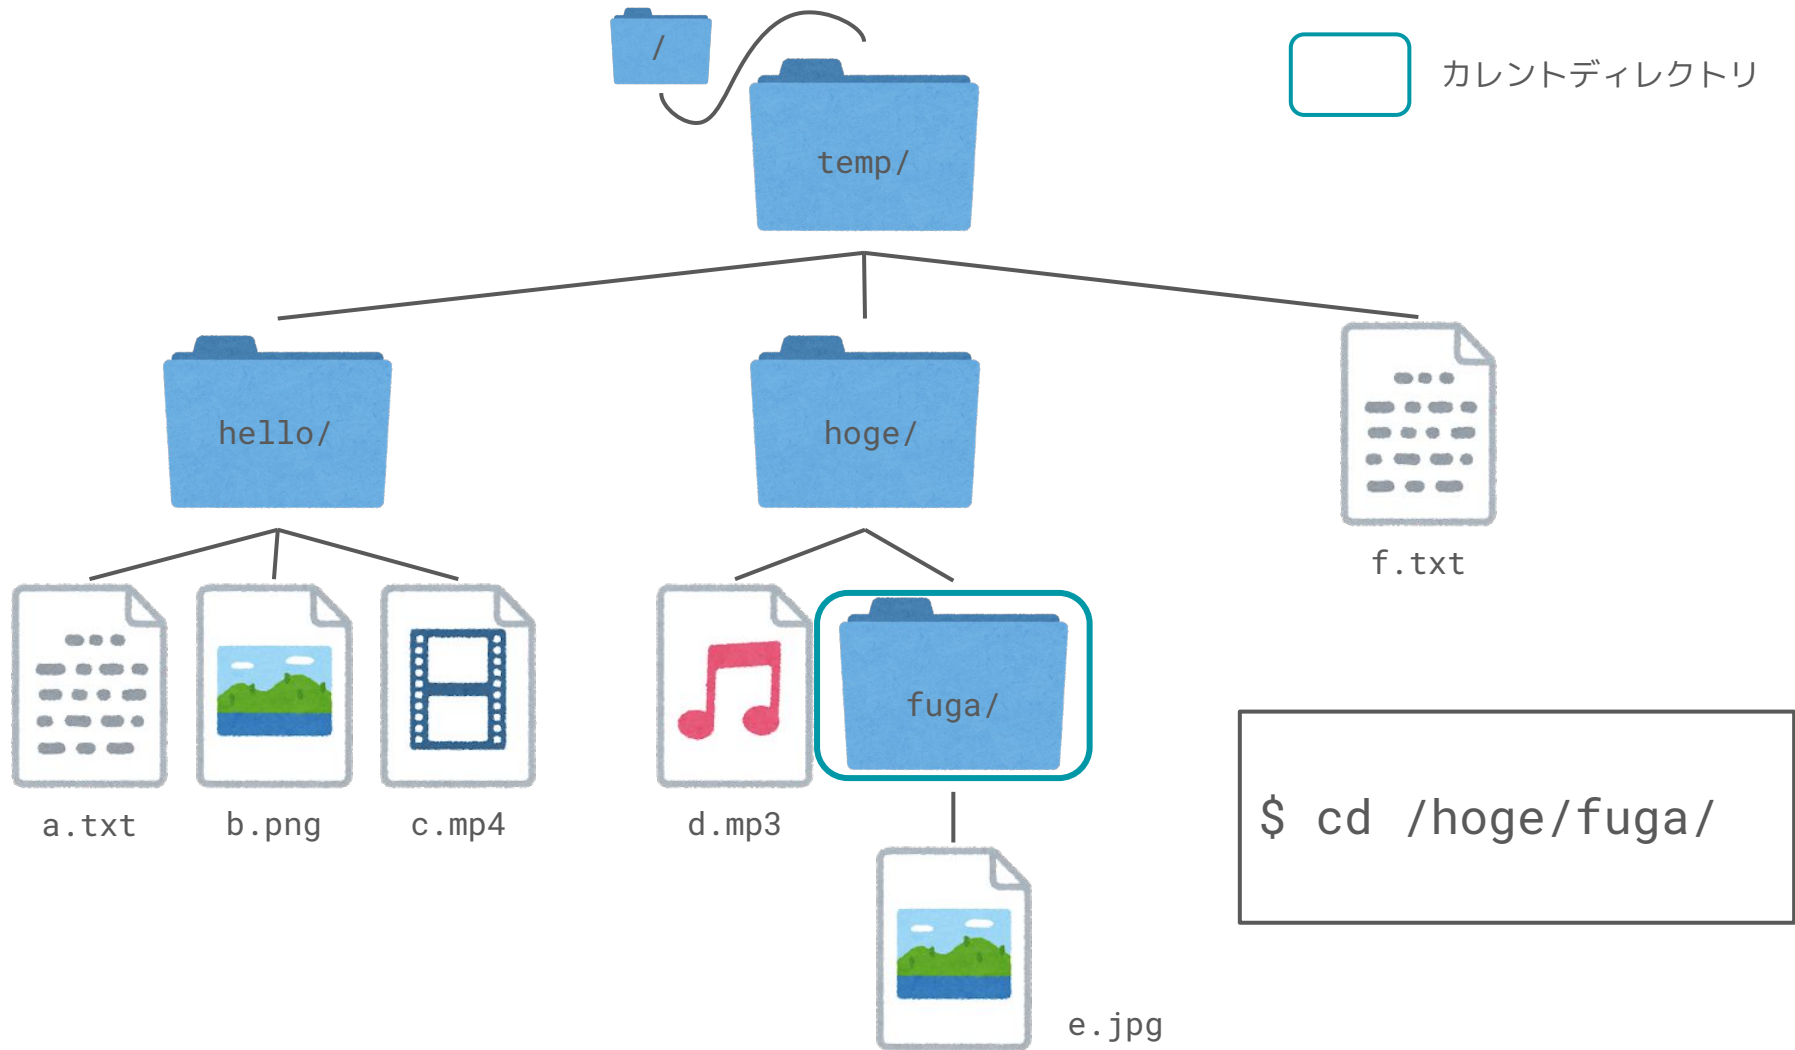 /
カレントディレクトリ
temp/
hello/
hoge/
f.txt
fuga/
a.txt
b.png
c.mp4
d.mp3
$ cd /hoge/fuga/
e.jpg